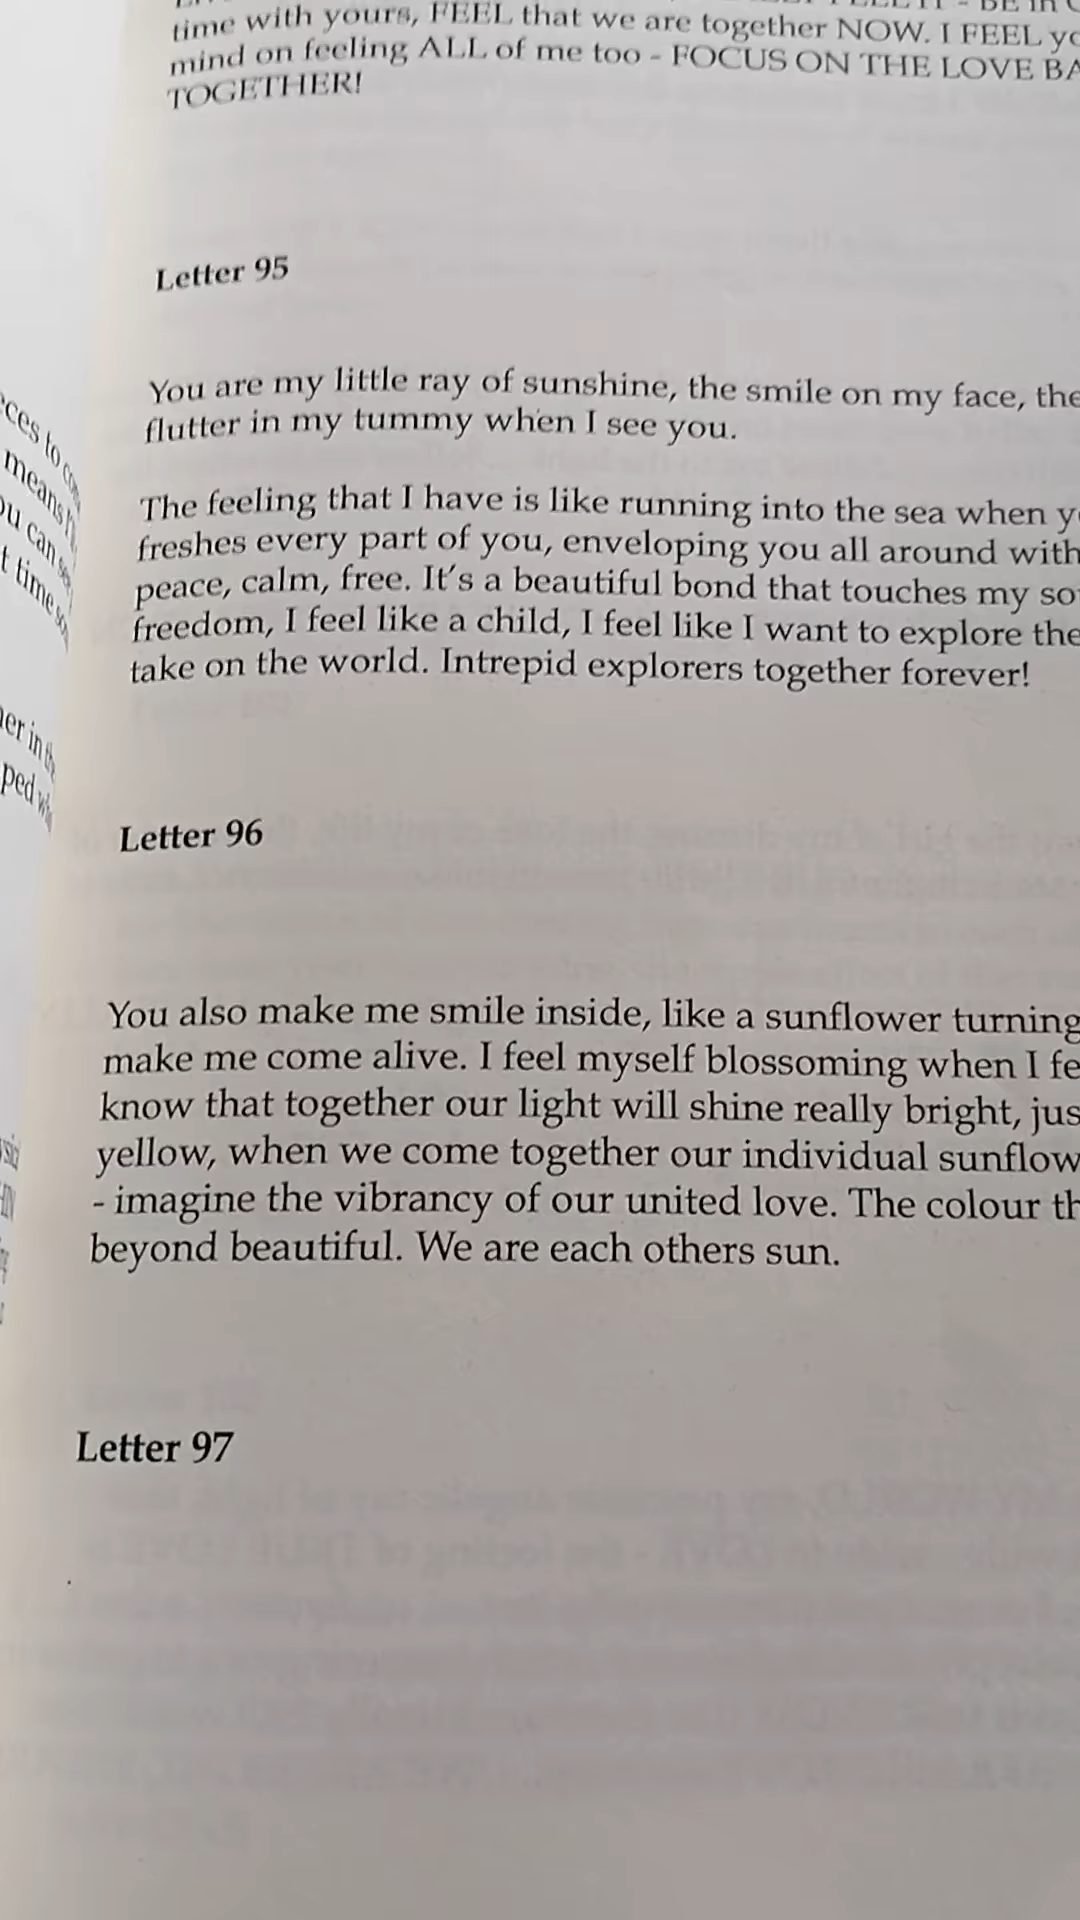 time with yours, FEEL that we are together NOW. I FEEL
mind on feeling ALL of me too - FOCUS ON THE LOVE
TOGETHER!
Letter 95
You are my little ray of sunshine, the smile on my face, the
flutter in my tummy when I see you.
The feeling that I have is like running into the sea when
freshes every part of you, enveloping you all around with
peace, calm, free. It's a beautiful bond that touches my
freedom, I feel like a child, I feel like I want to explore the
take on the world. Intrepid explorers together forever!
Letter 96
You also make me smile inside, like a sunflower turning
make me come alive. I feel myself blossoming when I
know that together our light will shine really bright,
yellow, when we come together our individual
- imagine the vibrancy of our united love. The colour
beyond beautiful. We are each others sun.
Letter 97